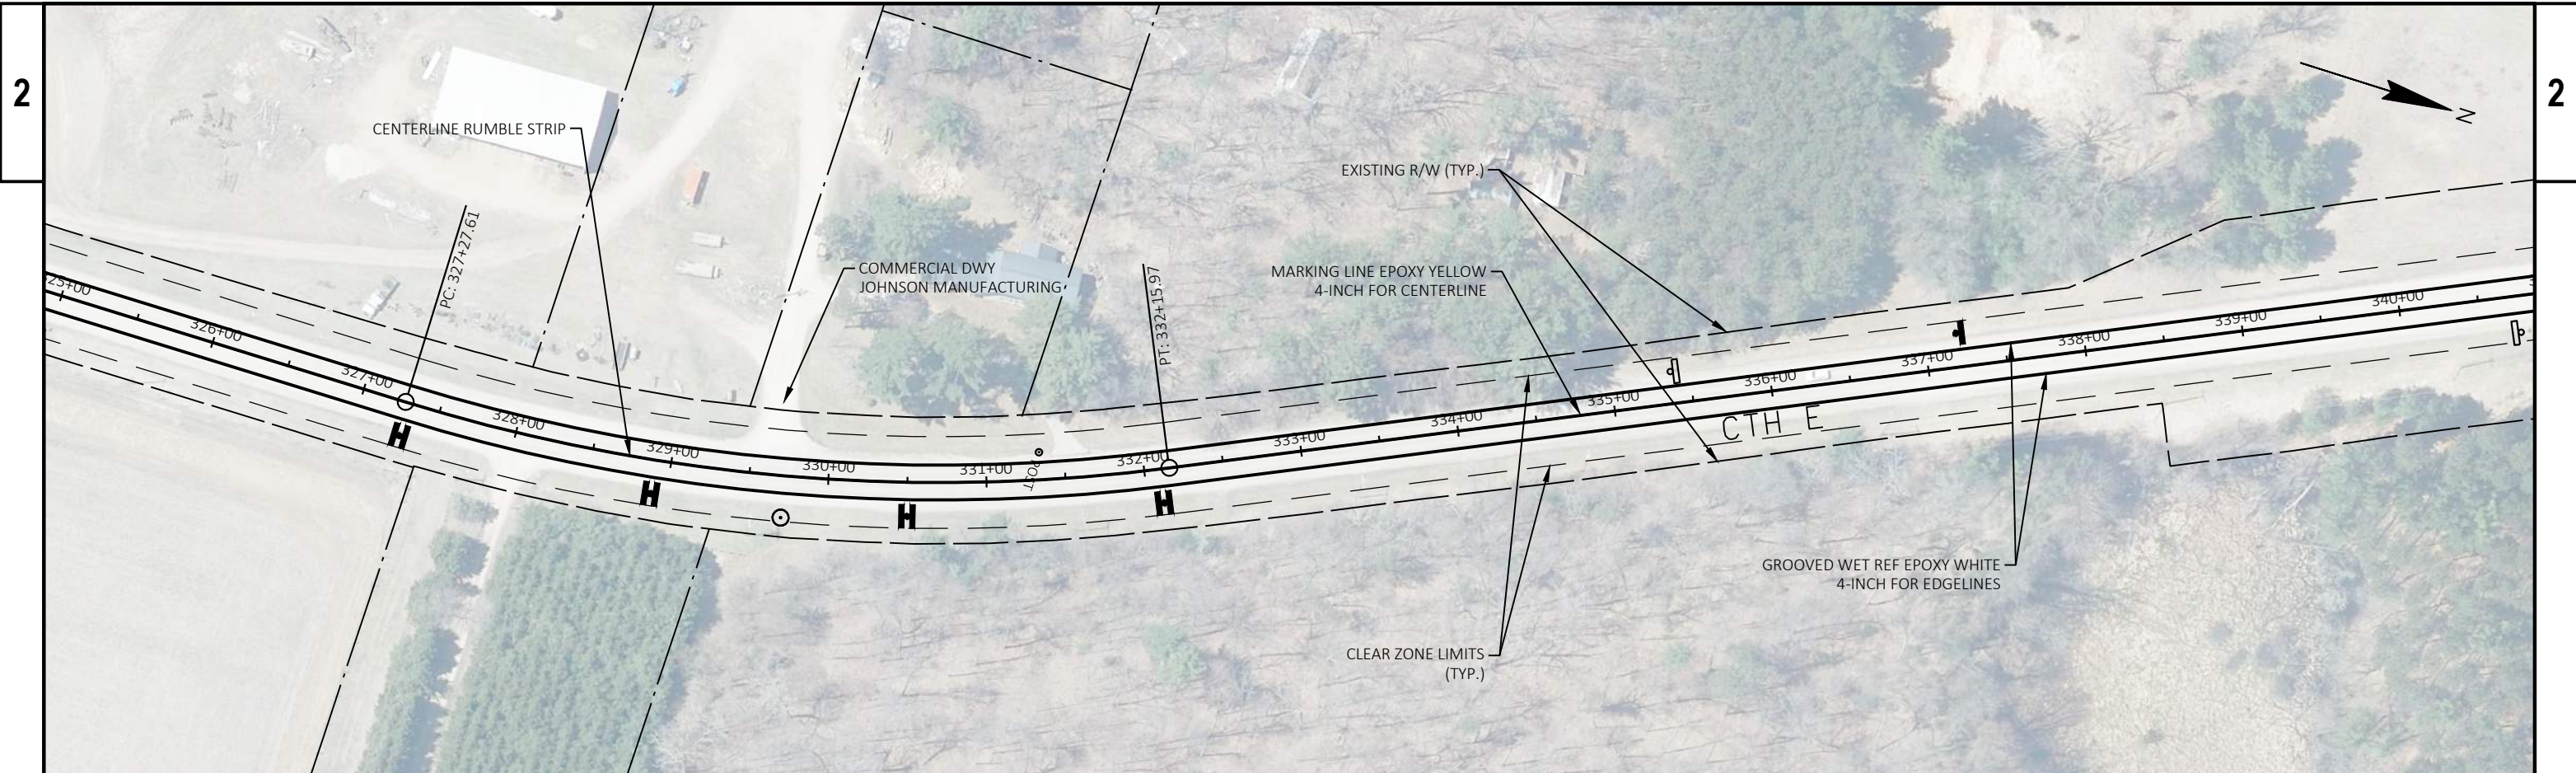 2
2
N
CENTERLINE RUMBLE STRIP
EXISTING R/W (TYP.)
PC: 327+27.61
COMMERCIAL DWY
JOHNSON MANUFACTURING
PT: 332+15.97
MARKING LINE EPOXY YELLOW
4-INCH FOR CENTERLINE
25+00
326+00
327+00
328+00
329+00
330+00
331+00
332+00
333+00
334+00
335+00
336+00
337+00
338+00
339+00
340+00
CTH E
GROOVED WET REF EPOXY WHITE
4-INCH FOR EDGELINES
CLEAR ZONE LIMITS
(TYP.)